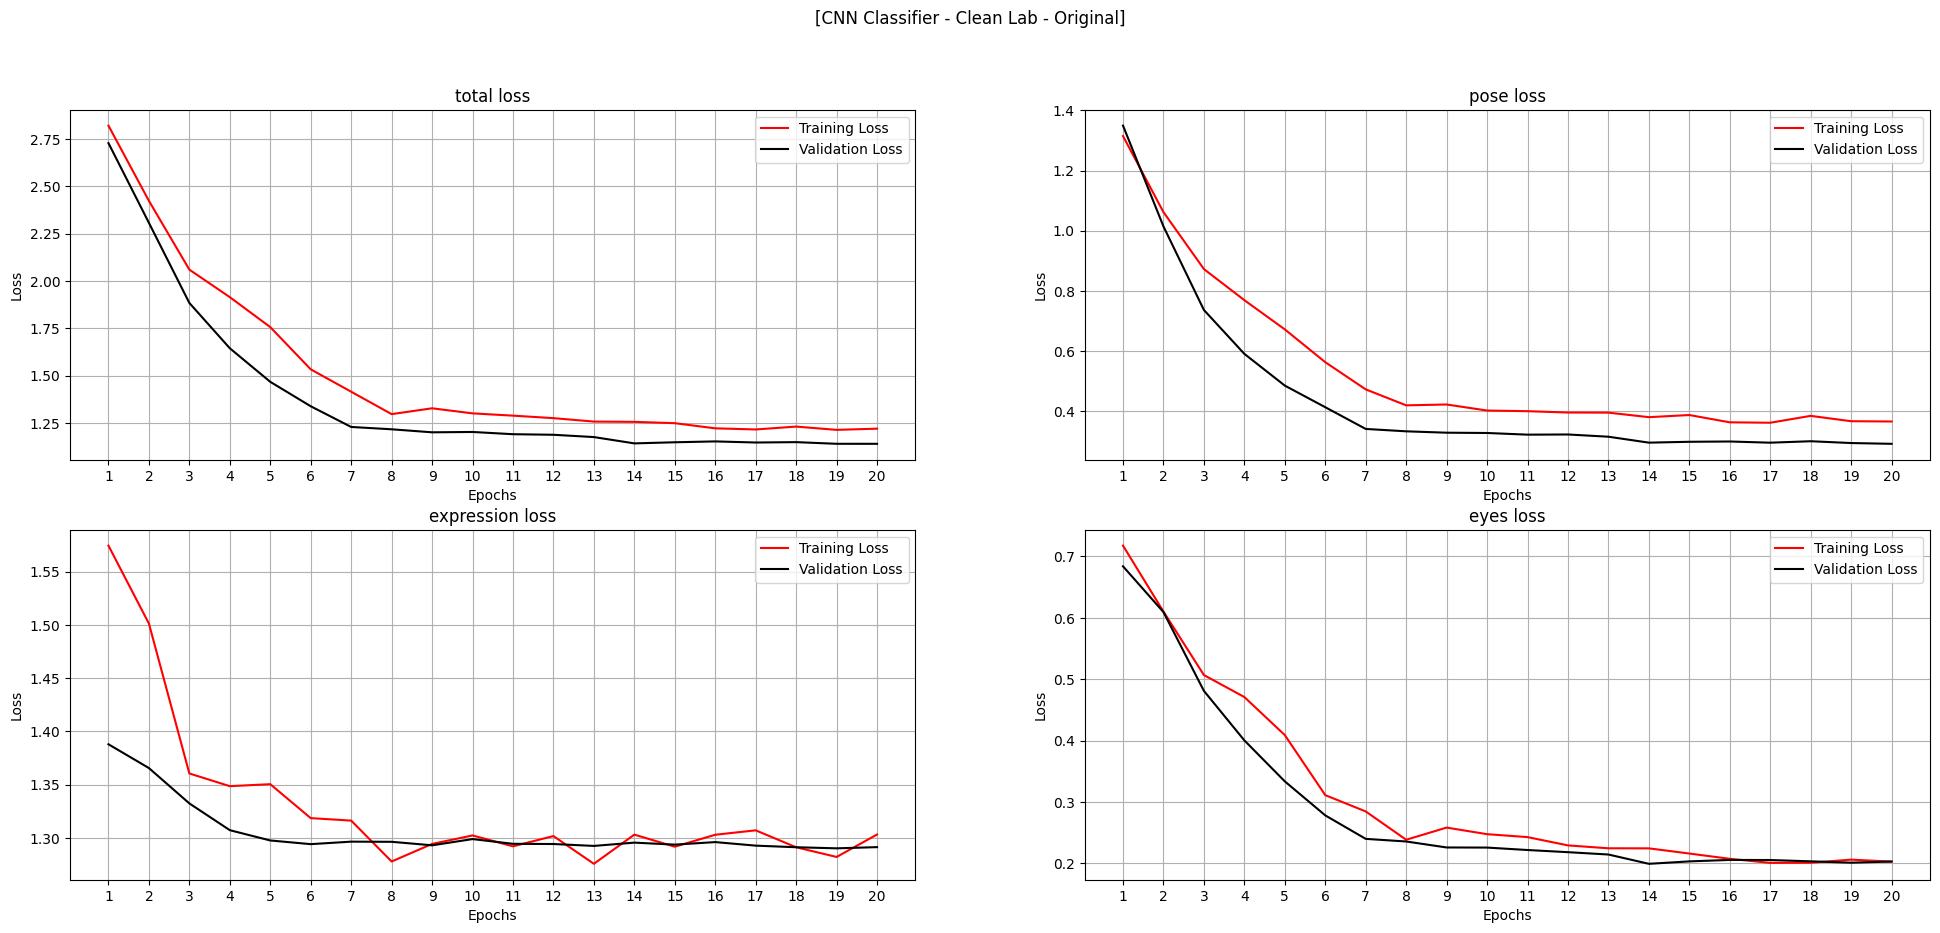 [CNN Classifier - Clean Lab - Original]
total loss
Training Loss
Validation Loss
Loss
2.75
2.50
2.25
2.00
1.75
1.50
1.25
1 2 3 4 5 6 7 8 9 10 11 12 13 14 15 16 17 18 19 20
Epochs
pose loss
Training Loss
Validation Loss
Loss
1.4
1.2
1.0
0.8
0.6
0.4
1 2 3 4 5 6 7 8 9 10 11 12 13 14 15 16 17 18 19 20
Epochs
expression loss
Training Loss
Validation Loss
Loss
1.55
1.50
1.45
1.40
1.35
1.30
1 2 3 4 5 6 7 8 9 10 11 12 13 14 15 16 17 18 19 20
Epochs
eyes loss
Training Loss
Validation Loss
Loss
0.7
0.6
0.5
0.4
0.3
0.2
1 2 3 4 5 6 7 8 9 10 11 12 13 14 15 16 17 18 19 20
Epochs